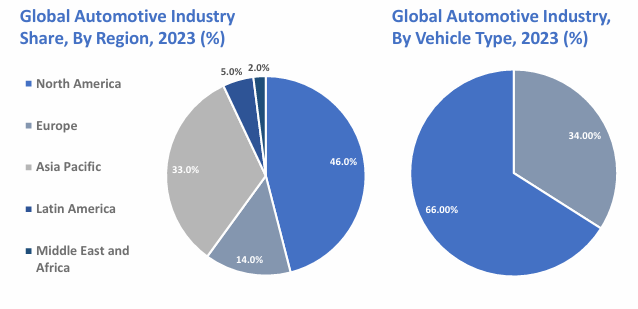 Global Automotive Industry
Share, By Region, 2023 (%)
North America
Europe
Asia Pacific
Latin America
Middle East and
Africa
5.0%
2.0%
33.0%
46.0%
14.0%
Global Automotive Industry,
By Vehicle Type, 2023 (%)
34.00%
66.00%